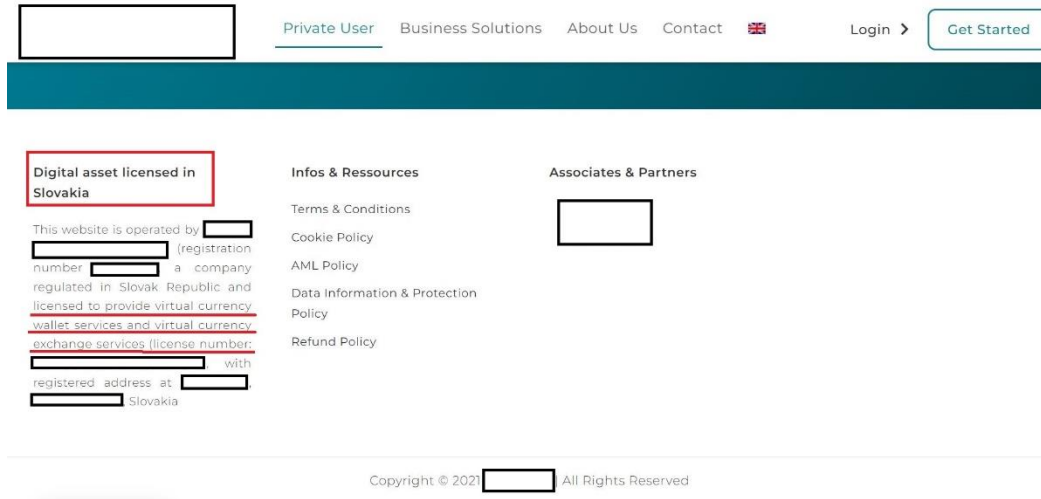 Private User Business Solutions About Us Contact Login Get Started
Digital asset licensed in
Slovakia
This website is operated by
(registration
number a company
regulated in Slovak Republic and
licensed to provide virtual currency
wallet services and virtual currency
exchange services (license number:
, with
registered address at ,
, Slovakia
Infos & Ressources
Terms & Conditions
Cookie Policy
AML Policy
Data Information & Protection
Policy
Refund Policy
Associates & Partners
Copyright © 2021 | All Rights Reserved